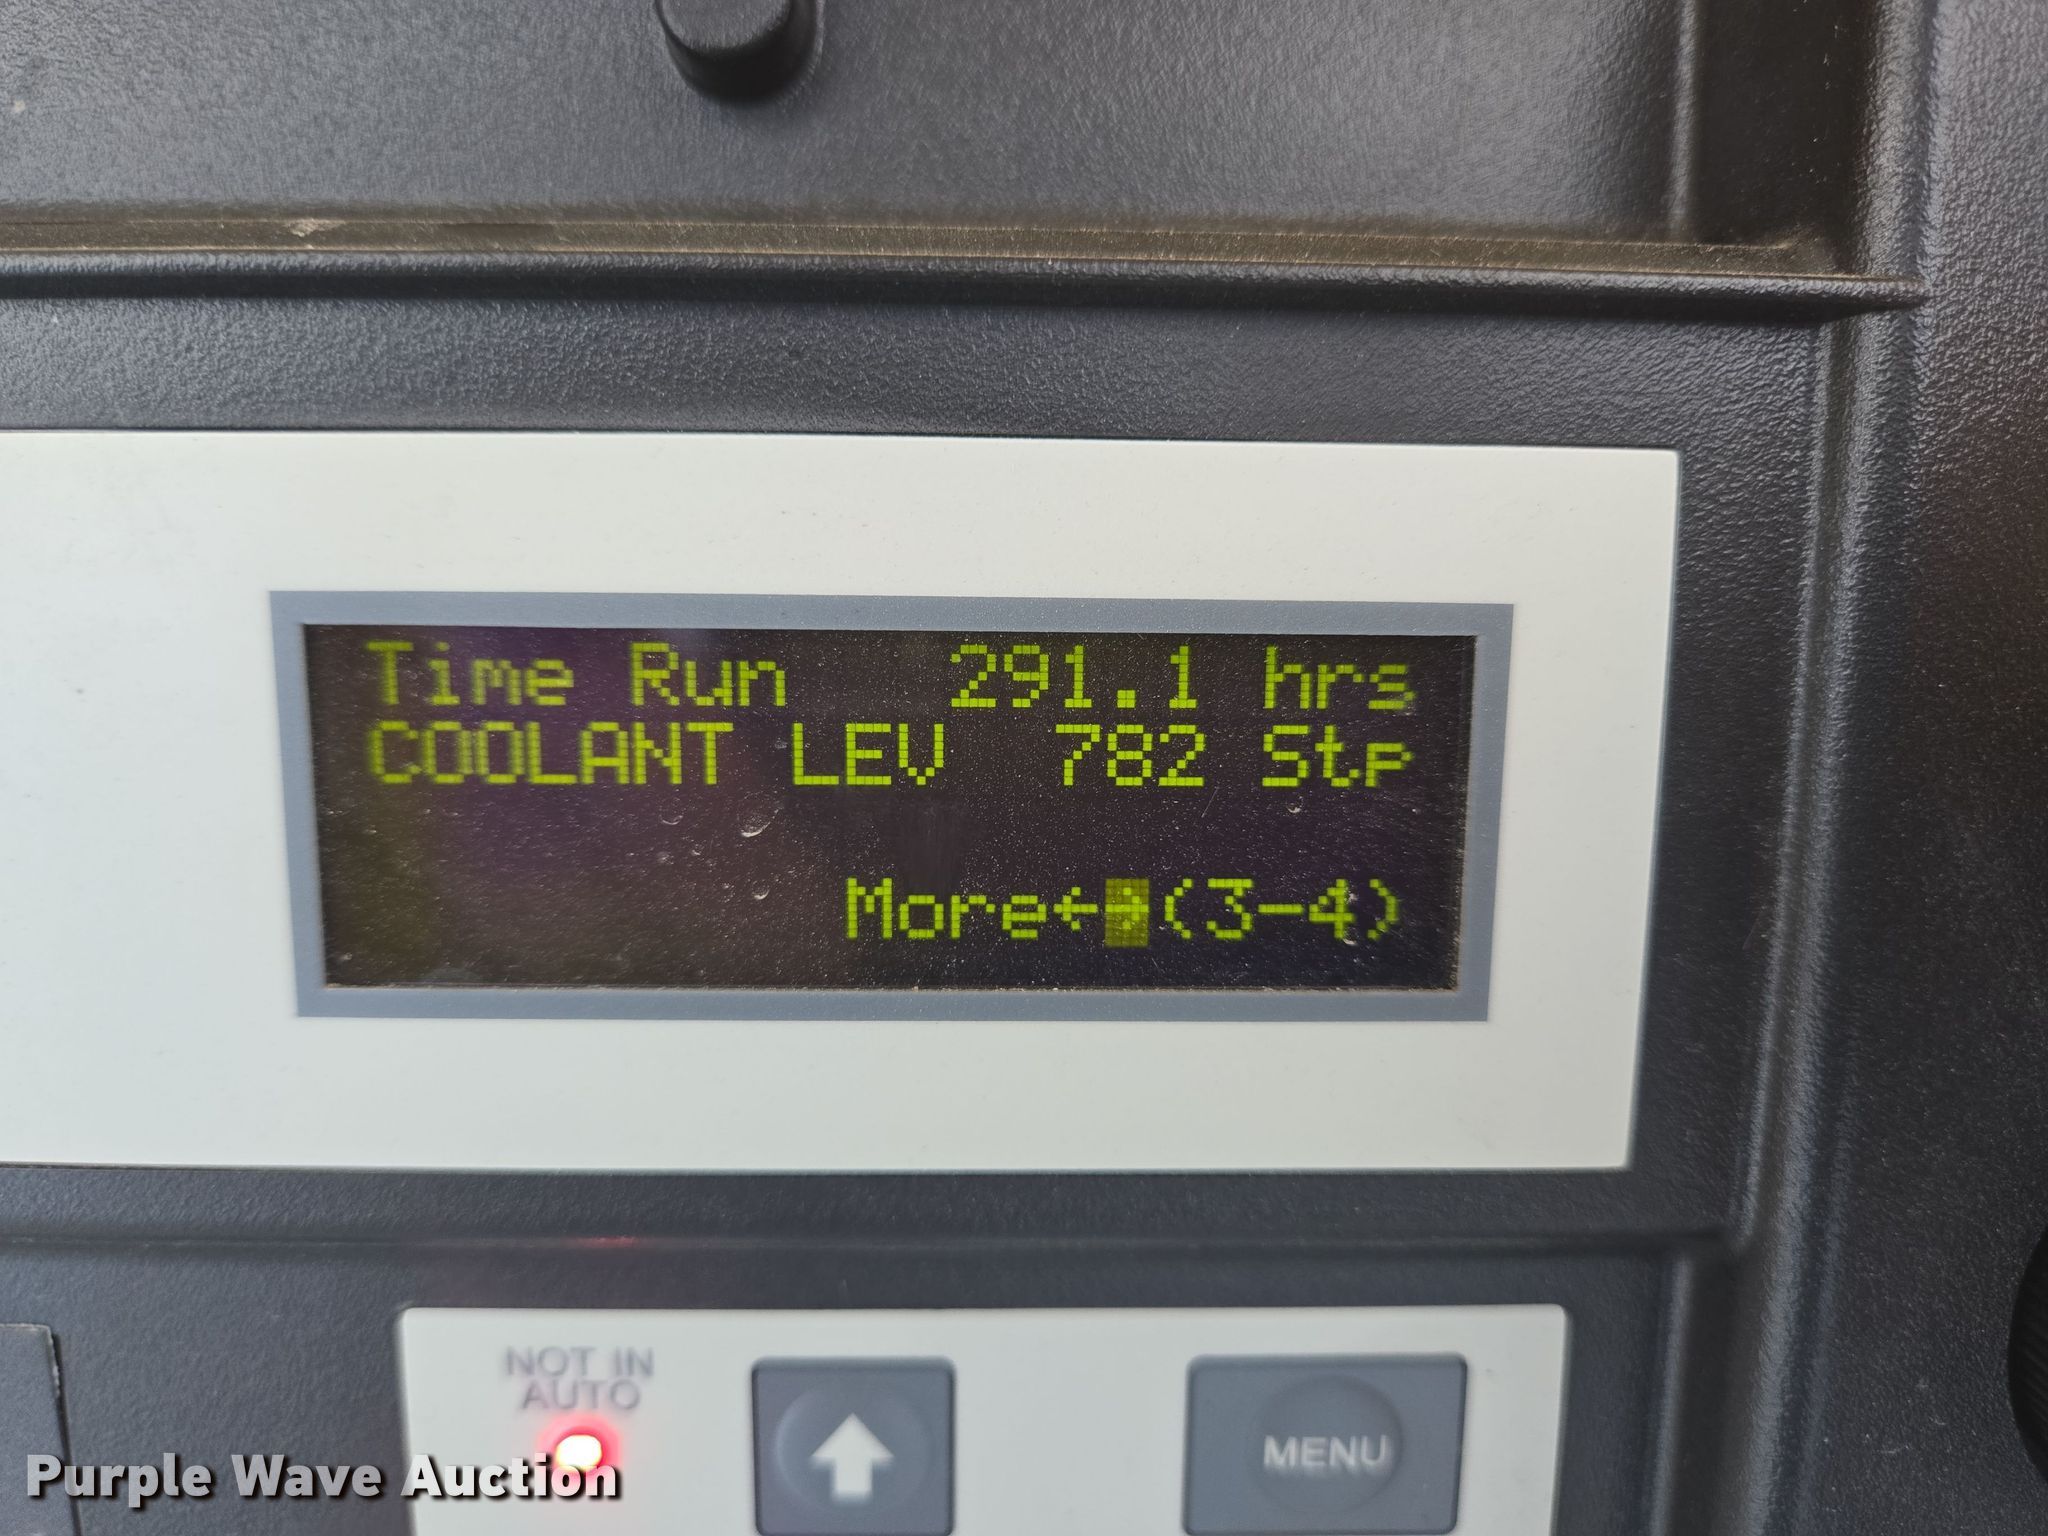 Time Run 291.1 hrs
COOLANT LEV 782 Stp
More←→(3-4)
NOT IN
AUTO
MENU
Purple Wave Auction